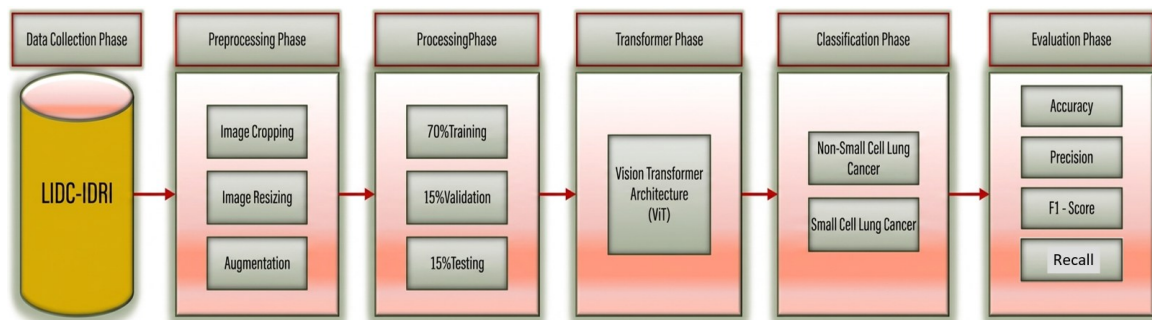 Data Collection Phase
LIDC-IDRI
Preprocessing Phase
Image Cropping
Image Resizing
Augmentation
ProcessingPhase
70%Training
15%Validation
15%Testing
Transformer Phase
Vision Transformer
Architecture
(ViT)
Classification Phase
Non-Small Cell Lung
Cancer
Small Cell Lung Cancer
Evaluation Phase
Accuracy
Precision
F1 - Score
Recall